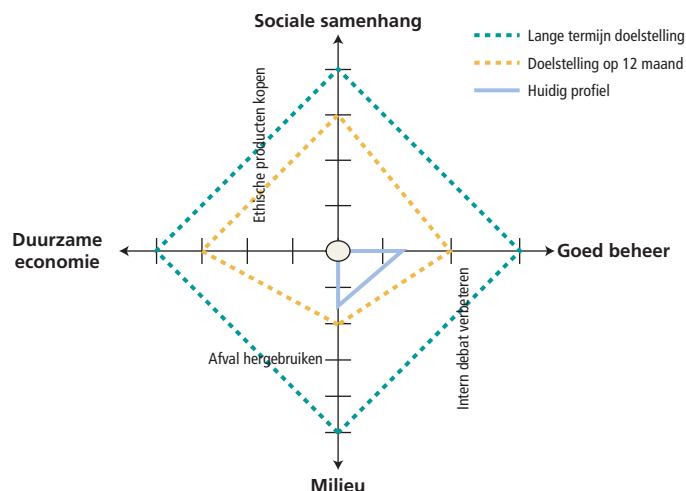 Sociale samenhang
Lange termijn doelstelling
Doelstelling op 12 maand
Huidig profiel
Ethische producten kopen
Duurzame
economie
Goed beheer
Intern debat verbeteren
Afval hergebruiken
Milieu